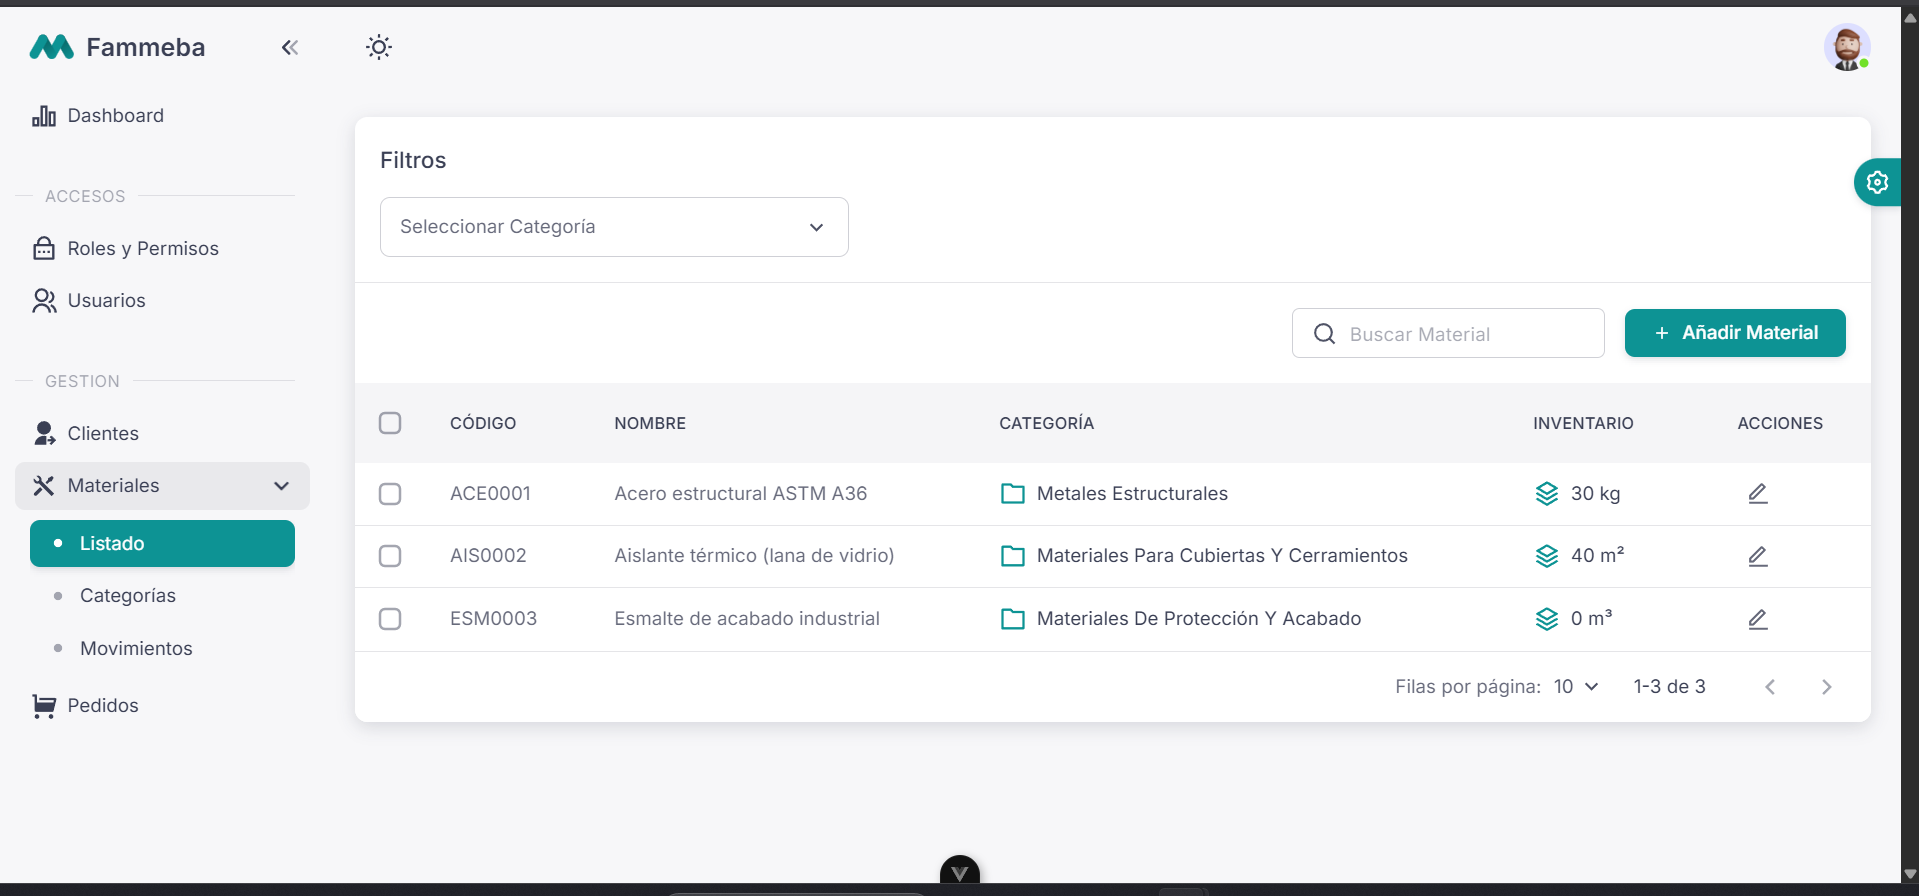 Fammeba
Dashboard
ACCESOS
Roles y Permisos
Usuarios
GESTION
Clientes
Materiales
Listado
Categorías
Movimientos
Pedidos
Filtros
Seleccionar Categoría
Buscar Material
+ Añadir Material
CÓDIGO NOMBRE CATEGORÍA INVENTARIO ACCIONES
ACE0001 Acero estructural ASTM A36 Metales Estructurales 30 kg
AIS0002 Aislante térmico (lana de vidrio) Materiales Para Cubiertas Y Cerramientos 40 m²
ESM0003 Esmalte de acabado industrial Materiales De Protección Y Acabado 0 m³
Filas por página: 10 1-3 de 3